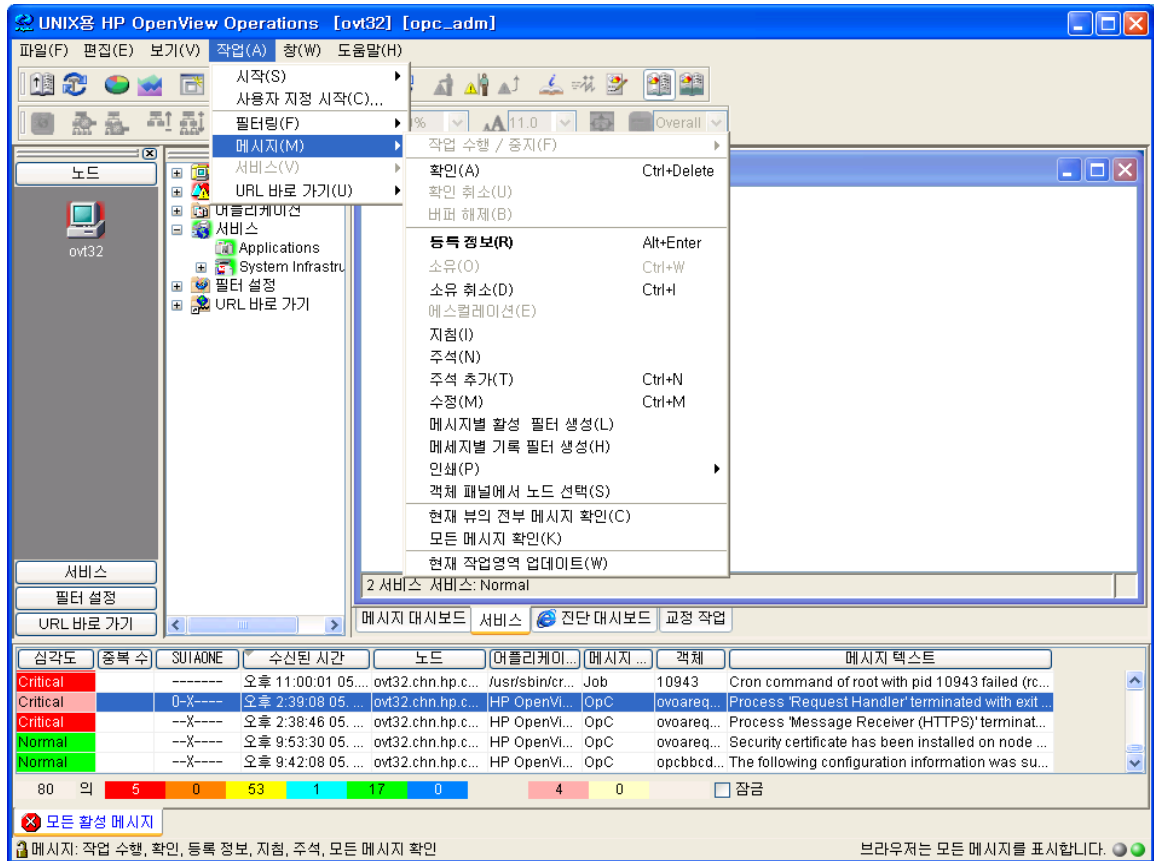 UNIX용 HP OpenView Operations [ovt32] [opc_adm]
파일(F) 편집(E) 보기(V) 작업(A) 창(W) 도움말(H)
시작(S)
사용자 지정 시작(C)...
필터링(F)
메시지(M)
서비스(V)
URL 바로 가기(U)
% 11.0 Overall
작업 수행 / 중지(F)
확인(A) Ctrl+Delete
확인 취소(U)
버퍼 해제(B)
등록 정보(R) Alt+Enter
소유(O) Ctrl+W
소유 취소(D) Ctrl+I
에스컬레이션(E)
지침(I)
주석(N)
주석 추가(T) Ctrl+N
수정(M) Ctrl+M
메시지별 활성 필터 생성(L)
메세지별 기록 필터 생성(H)
인쇄(P)
객체 패널에서 노드 선택(S)
현재 뷰의 전부 메시지 확인(C)
모든 메시지 확인(K)
현재 작업영역 업데이트(W)
노드
ovt32
서비스
필터 설정
URL 바로 가기
어플리케이션
서비스
Applications
System Infrastru
필터 설정
URL 바로 가기
2 서비스 서비스: Normal
메시지 대시보드 서비스 진단 대시보드 교정 작업
심각도 중복 수 SUIAONE 수신된 시간 노드 어플리케이... 메시지 ... 객체 메시지 텍스트
Critical ------- 오후 11:00:01 05.... ovt32.chn.hp.c... /usr/sbin/cr... Job 10943 Cron command of root with pid 10943 failed (rc...
Critical O-X---- 오후 2:39:08 05. ... ovt32.chn.hp.c... HP OpenVi... OpC ovoareq... Process 'Request Handler' terminated with exit ...
Critical --X---- 오후 2:38:46 05. ... ovt32.chn.hp.c... HP OpenVi... OpC ovoareq... Process 'Message Receiver (HTTPS)' terminat...
Normal --X---- 오후 9:53:30 05. ... ovt32.chn.hp.c... HP OpenVi... OpC ovoareq... Security certificate has been installed on node ...
Normal --X---- 오후 9:42:08 05. ... ovt32.chn.hp.c... HP OpenVi... OpC opcbbcd... The following configuration information was su...
80 의 5 0 53 1 17 0 4 0 잠금
모든 활성 메시지
메시지: 작업 수행, 확인, 등록 정보, 지침, 주석, 모든 메시지 확인 브라우저는 모든 메시지를 표시합니다.